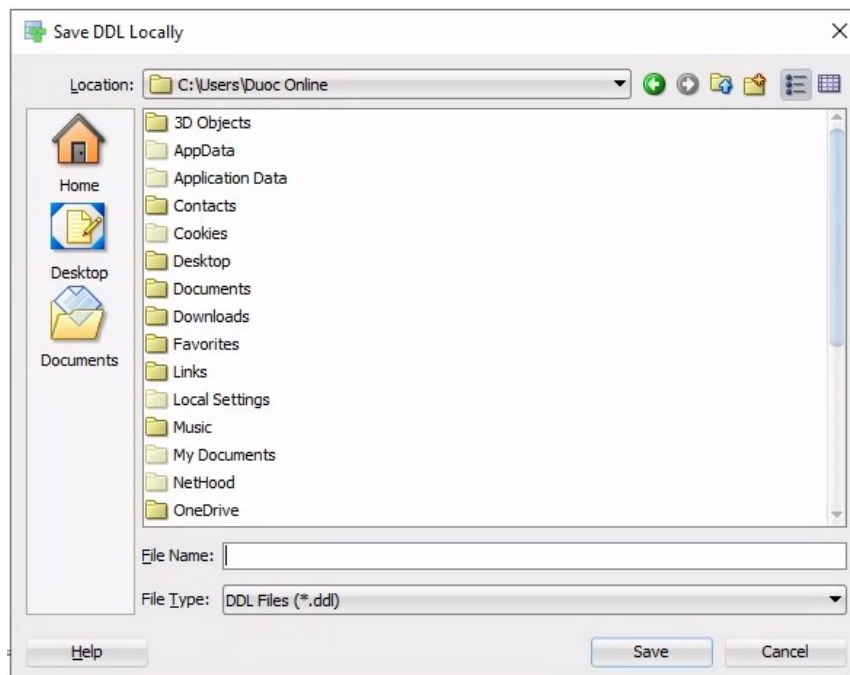 Save DDL Locally
Location: C:\Users\Duoc Online
Home
Desktop
Documents
3D Objects
AppData
Application Data
Contacts
Cookies
Desktop
Documents
Downloads
Favorites
Links
Local Settings
Music
My Documents
NetHood
OneDrive
File Name:
File Type: DDL Files (*.ddl)
Help Save Cancel